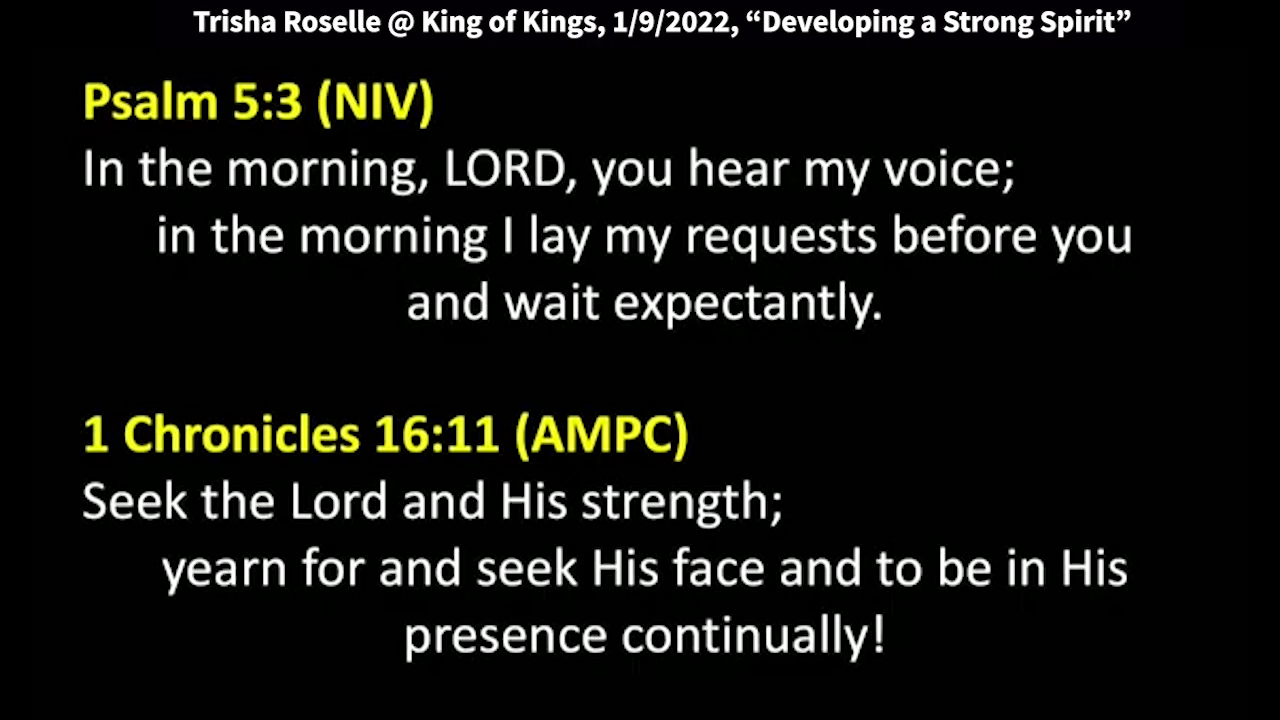 Trisha Roselle @ King of Kings, 1/9/2022, “Developing a Strong Spirit”
Psalm 5:3 (NIV)
In the morning, LORD, you hear my voice;
in the morning I lay my requests before you
and wait expectantly.
1 Chronicles 16:11 (AMPC)
Seek the Lord and His strength;
yearn for and seek His face and to be in His
presence continually!